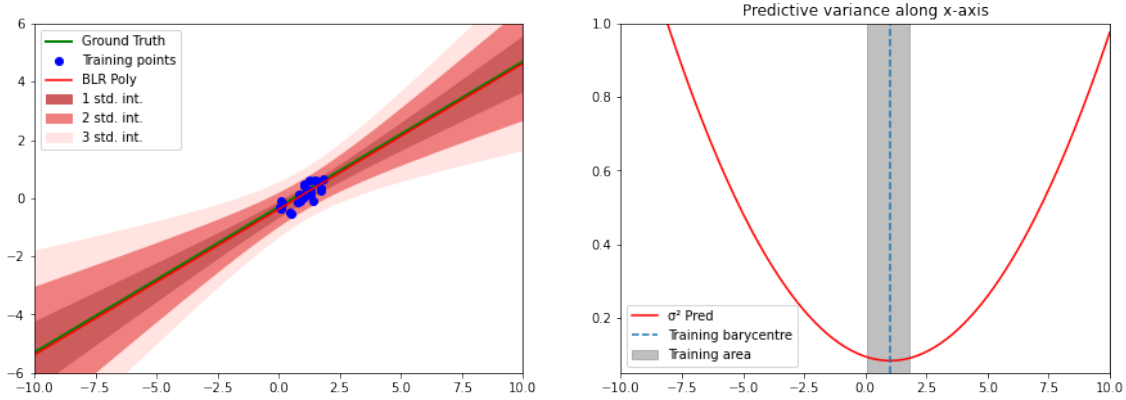 6
4
2
0
−2
−4
−6
Ground Truth
Training points
BLR Poly
1 std. int.
2 std. int.
3 std. int.
−10.0 −7.5 −5.0 −2.5 0.0 2.5 5.0 7.5 10.0
Predictive variance along x-axis
1.0
0.8
0.6
0.4
0.2
σ² Pred
Training barycentre
Training area
−10.0 −7.5 −5.0 −2.5 0.0 2.5 5.0 7.5 10.0